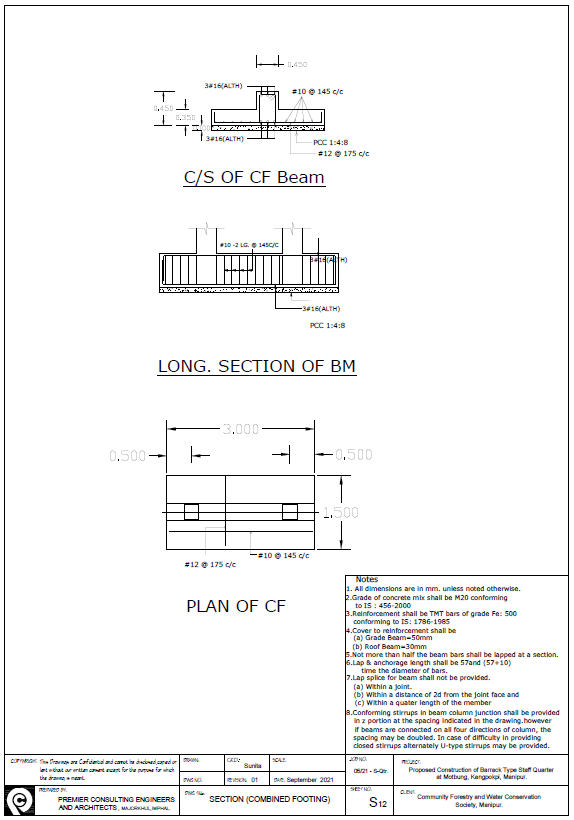 0.450
3#16(ALTH)
#10 @ 145 c/c
0.450
0.350
3#16(ALTH)
PCC 1:4:8
#12 @ 175 c/c
C/S OF CF Beam
#10 -2 LG. @ 145C/C
3#16(ALTH)
3#16(ALTH)
PCC 1:4:8
LONG. SECTION OF BM
3.000
0.500
0.500
1.500
#12 @ 175 c/c
#10 @ 145 c/c
PLAN OF CF
Notes
1. All dimensions are in mm. unless noted otherwise.
2.Grade of concrete mix shall be M20 conforming
to IS : 456-2000
3.Reinforcement shall be TMT bars of grade Fe: 500
conforming to IS: 1786-1985
4.Cover to reinforcement shall be
(a) Grade Beam=50mm
(b) Roof Beam=30mm
5.Not more than half the beam bars shall be lapped at a section.
6.Lap & anchorage length shall be 57and (57+10)
time the diameter of bars.
7.Lap splice for beam shall not be provided.
(a) Within a joint.
(b) Within a distance of 2d from the joint face and
(c) Within a quater length of the member
8.Conforming stirrups in beam column junction shall be provided
in z portion at the spacing indicated in the drawing.however
if beams are connected on all four directions of column, the
spacing may be doubled. In case of difficulty in providing
closed stirrups alternately U-type stirrups may be provided.
COPYRIGHT: This Drawings are Confidential and cannot be disclosed,copied or
lent without our written cement except for the purpose for which
the drawing is meant.
DRAWN:
CKD: Sunita
SCALE:
DWG NO.
REVISION: 01
DATE: September 2021
JOB NO.
05/21 - S-Qtr.
PROJECT:
Proposed Construction of Barrack Type Staff Quarter
at Motbung, Kangpokpi, Manipur.
PREPARED BY:
PREMIER CONSULTING ENGINEERS
AND ARCHITECTS , MAJORKHUL,IMPHAL.
DWG
SECTION (COMBINED FOOTING)
SHEET NO.
S12
CLIENT:
Community Forestry and Water Conservation
Society, Manipur.